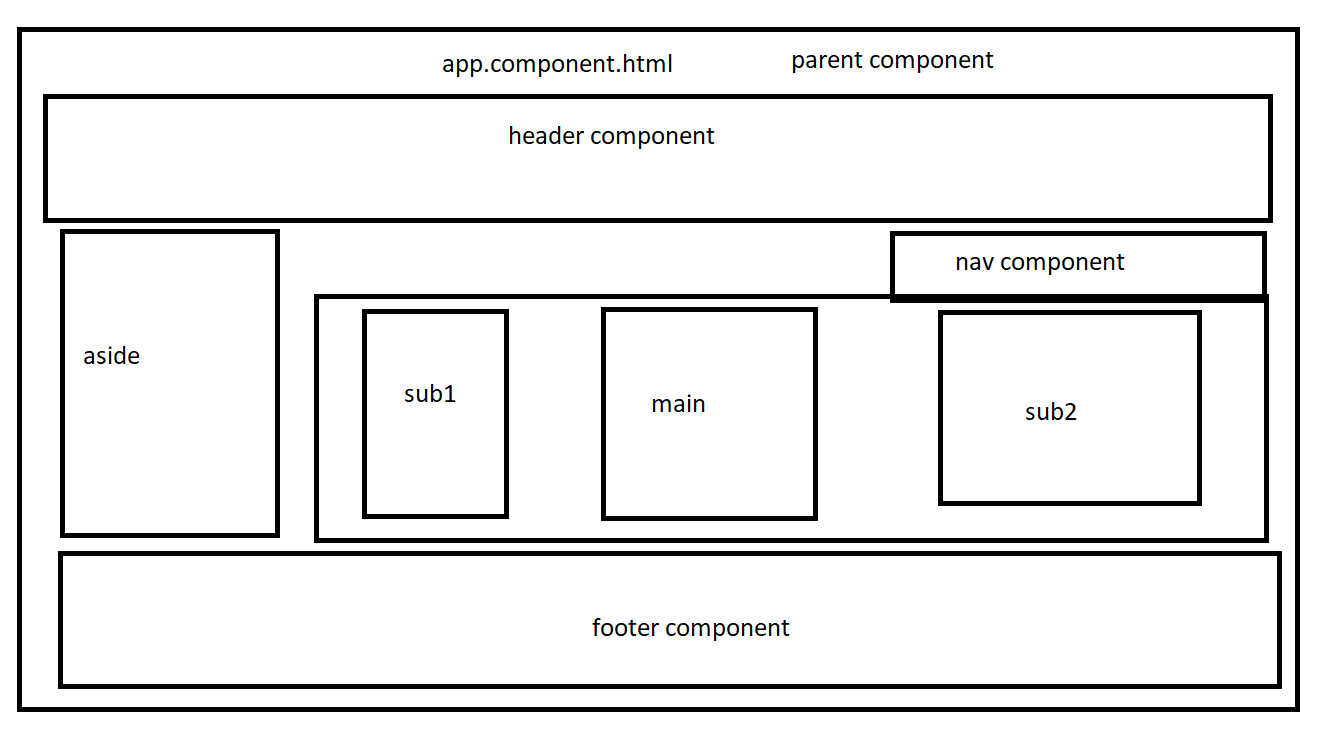 app.component.html
parent component
header component
nav component
aside
sub1
main
sub2
footer component